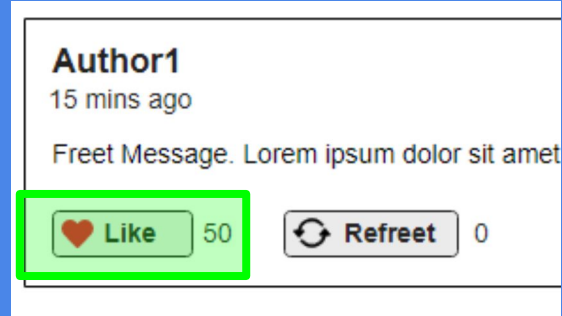 Author1
15 mins ago
Freet Message. Lorem ipsum dolor sit amet
Like 50 Refreet 0